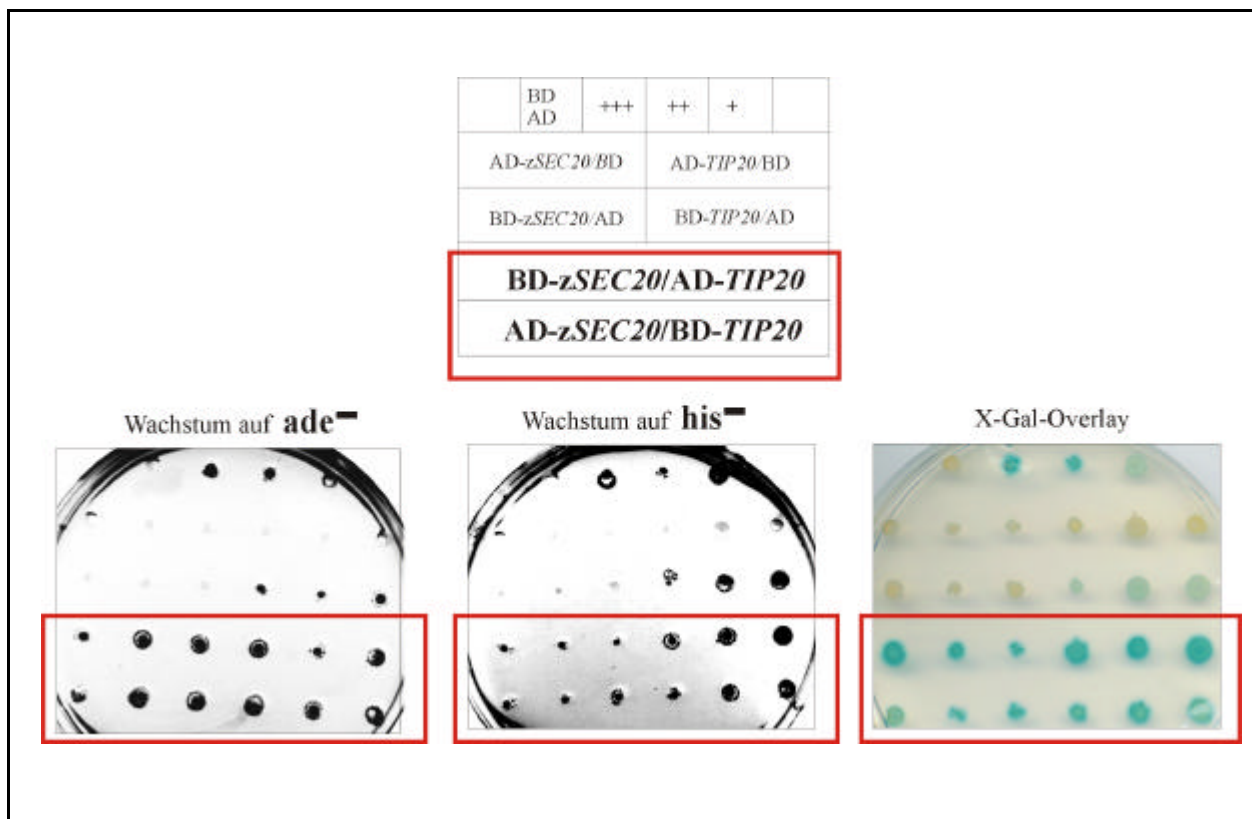 BD
AD
+++ ++ +
AD-zSEC20/BD AD-TIP20/BD
BD-zSEC20/AD BD-TIP20/AD
BD-zSEC20/AD-TIP20
AD-zSEC20/BD-TIP20
Wachstum auf ade⁻ Wachstum auf his⁻ X-Gal-Overlay